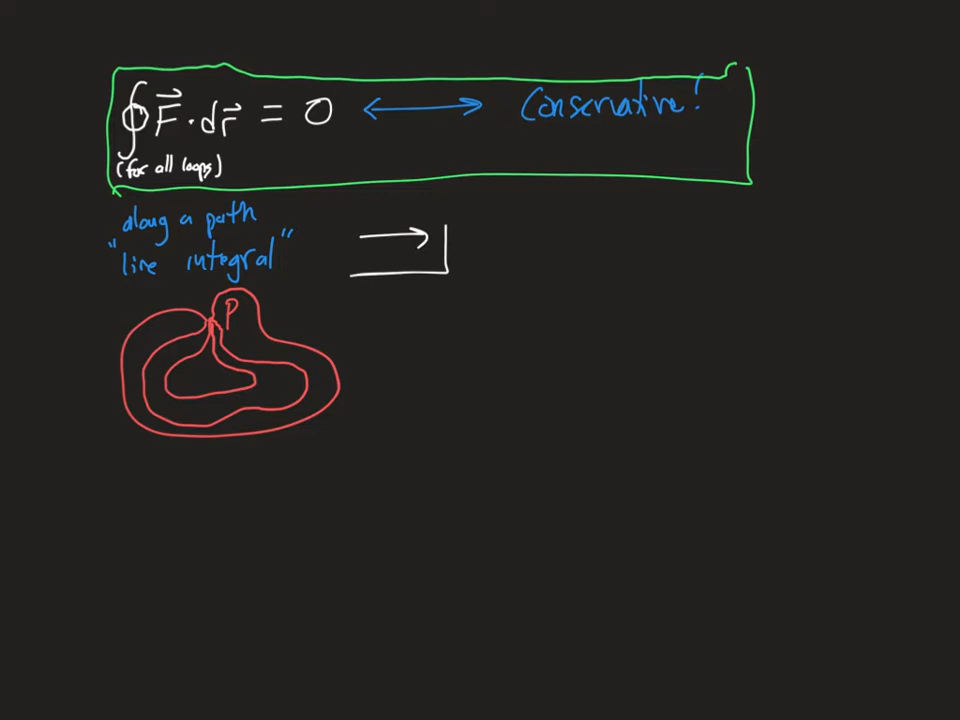 ∮F⃗·dr⃗ = 0 ⟷ Conservative!
(for all loops)
along a path
"line integral"
P